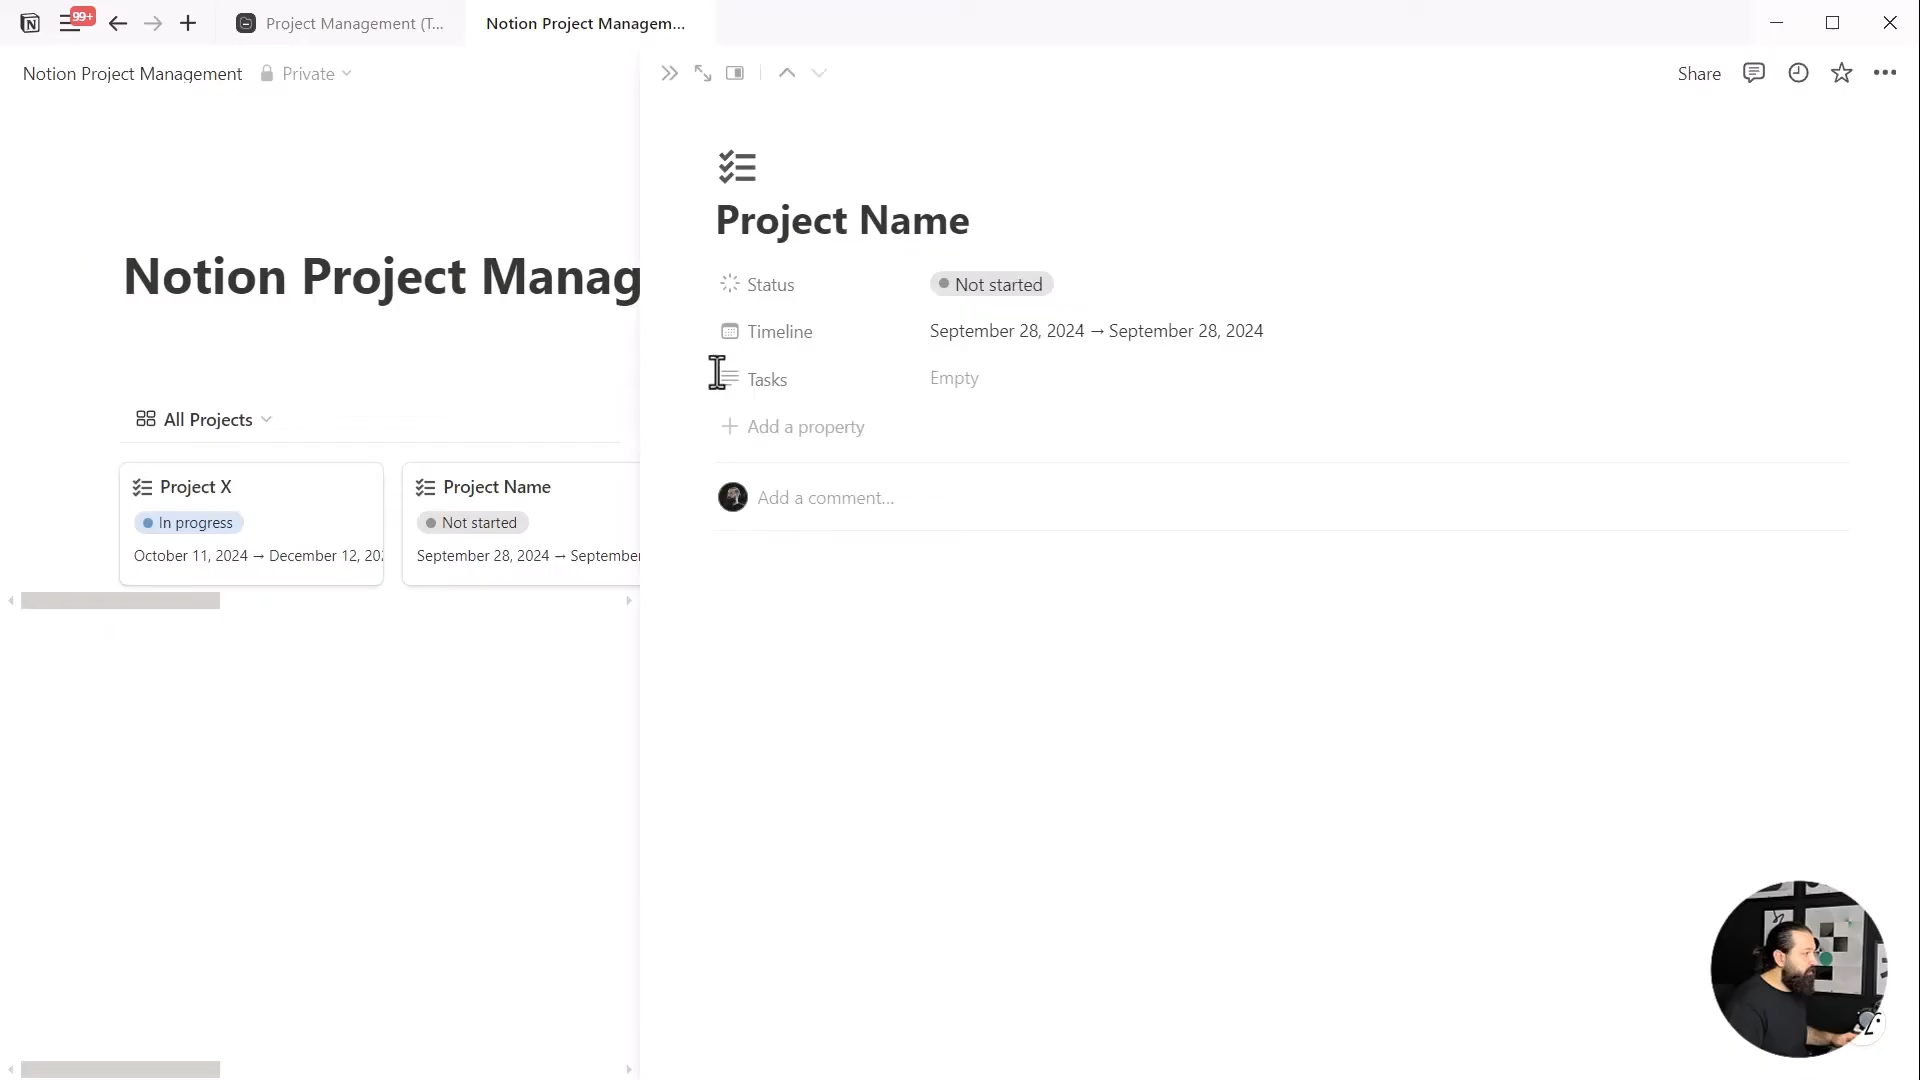 99+
Project Management (T...
Notion Project Managem...
Notion Project Management
Private
Share
Notion Project Manag
All Projects
Project X
In progress
October 11, 2024 → December 12, 202
Project Name
Not started
September 28, 2024 → September
Project Name
Status
Not started
Timeline
September 28, 2024 → September 28, 2024
Tasks
Empty
Add a property
Add a comment...